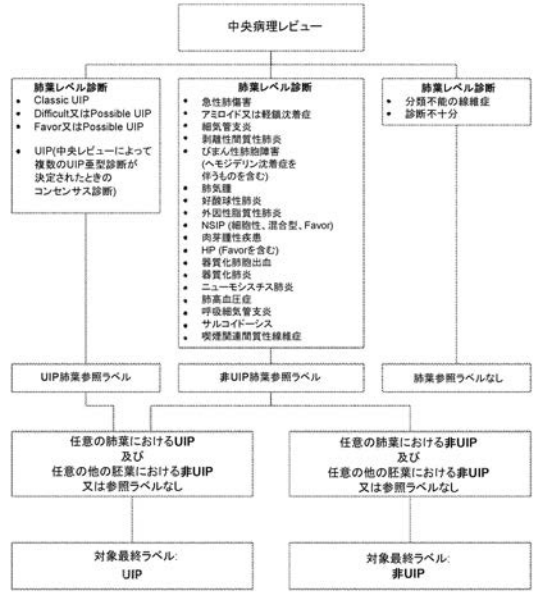 中央病理レビュー
肺葉レベル診断
• Classic UIP
• Difficult又はPossible UIP
• Favor又はPossible UIP
• UIP(中央レビューによって
複数のUIP亜型診断が
決定されたときの
コンセンサス診断)
肺葉レベル診断
• 急性肺傷害
• アミロイド又は軽鎖沈着症
• 細気管支炎
• 剥離性間質性肺炎
• びまん性肺胞障害
(ヘモジデリン沈着症を
伴うものを含む)
• 肺気腫
• 好酸球性肺炎
• 外因性脂質性肺炎
• NSIP (細胞性、混合型、Favor)
• 肉芽腫性疾患
• HP (Favorを含む)
• 器質化肺胞出血
• 器質化肺炎
• ニューモシスチス肺炎
• 肺高血圧症
• 呼吸細気管支炎
• サルコイドーシス
• 喫煙関連間質性線維症
肺葉レベル診断
• 分類不能の線維症
• 診断不十分
UIP肺葉参照ラベル
非UIP肺葉参照ラベル
肺葉参照ラベルなし
任意の肺葉におけるUIP
及び
任意の他の胚葉における非UIP
又は参照ラベルなし
任意の肺葉における非UIP
及び
任意の他の胚葉における非UIP
又は参照ラベルなし
対象最終ラベル:
UIP
対象最終ラベル:
非UIP